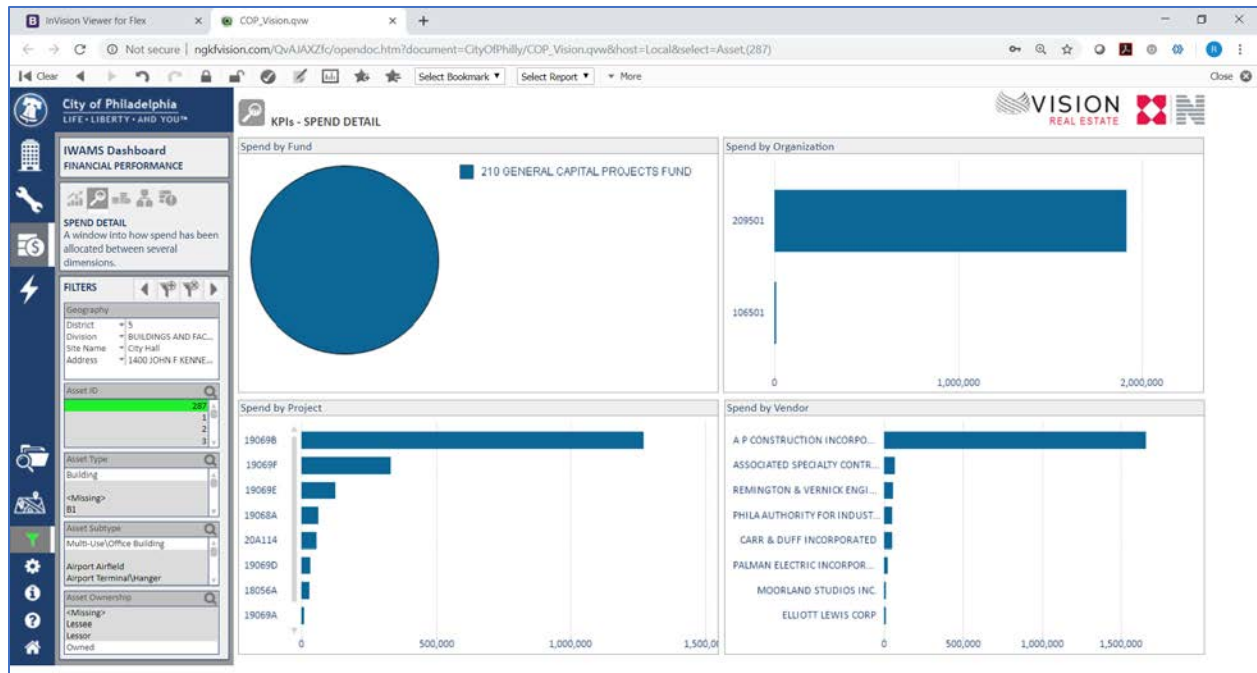 InVision Viewer for Flex
COP_Vision.qvw
Not secure | ngkfvision.com/QvAJAXZfc/opendoc.htm?document=CityOfPhilly/COP_Vision.qvw&host=Local&select=Asset,(287)
Clear
Select Bookmark
Select Report
More
Close
City of Philadelphia
LIFE • LIBERTY • AND YOU™
KPIs - SPEND DETAIL
VISION
REAL ESTATE
IWAMS Dashboard
FINANCIAL PERFORMANCE
SPEND DETAIL
A window into how spend has been
allocated between several
dimensions.
FILTERS
Geography
District 5
Division BUILDINGS AND FAC...
Site Name City Hall
Address 1400 JOHN F KENNE...
Asset ID
287
1
2
3
Asset Type
Building
<Missing>
B1
Asset Subtype
Multi-Use\Office Building
Airport Airfield
Airport Terminal\Hanger
Asset Ownership
<Missing>
Lessee
Lessor
Owned
Spend by Fund
210 GENERAL CAPITAL PROJECTS FUND
Spend by Organization
209501
106501
0 1,000,000 2,000,000
Spend by Project
19069B
19069F
19069E
19068A
20A114
19069D
18056A
19069A
0 500,000 1,000,000 1,500,0
Spend by Vendor
A P CONSTRUCTION INCORPO...
ASSOCIATED SPECIALTY CONTR...
REMINGTON & VERNICK ENGI...
PHILA AUTHORITY FOR INDUST...
CARR & DUFF INCORPORATED
PALMAN ELECTRIC INCORPOR...
MOORLAND STUDIOS INC.
ELLIOTT LEWIS CORP
0 500,000 1,000,000 1,500,000